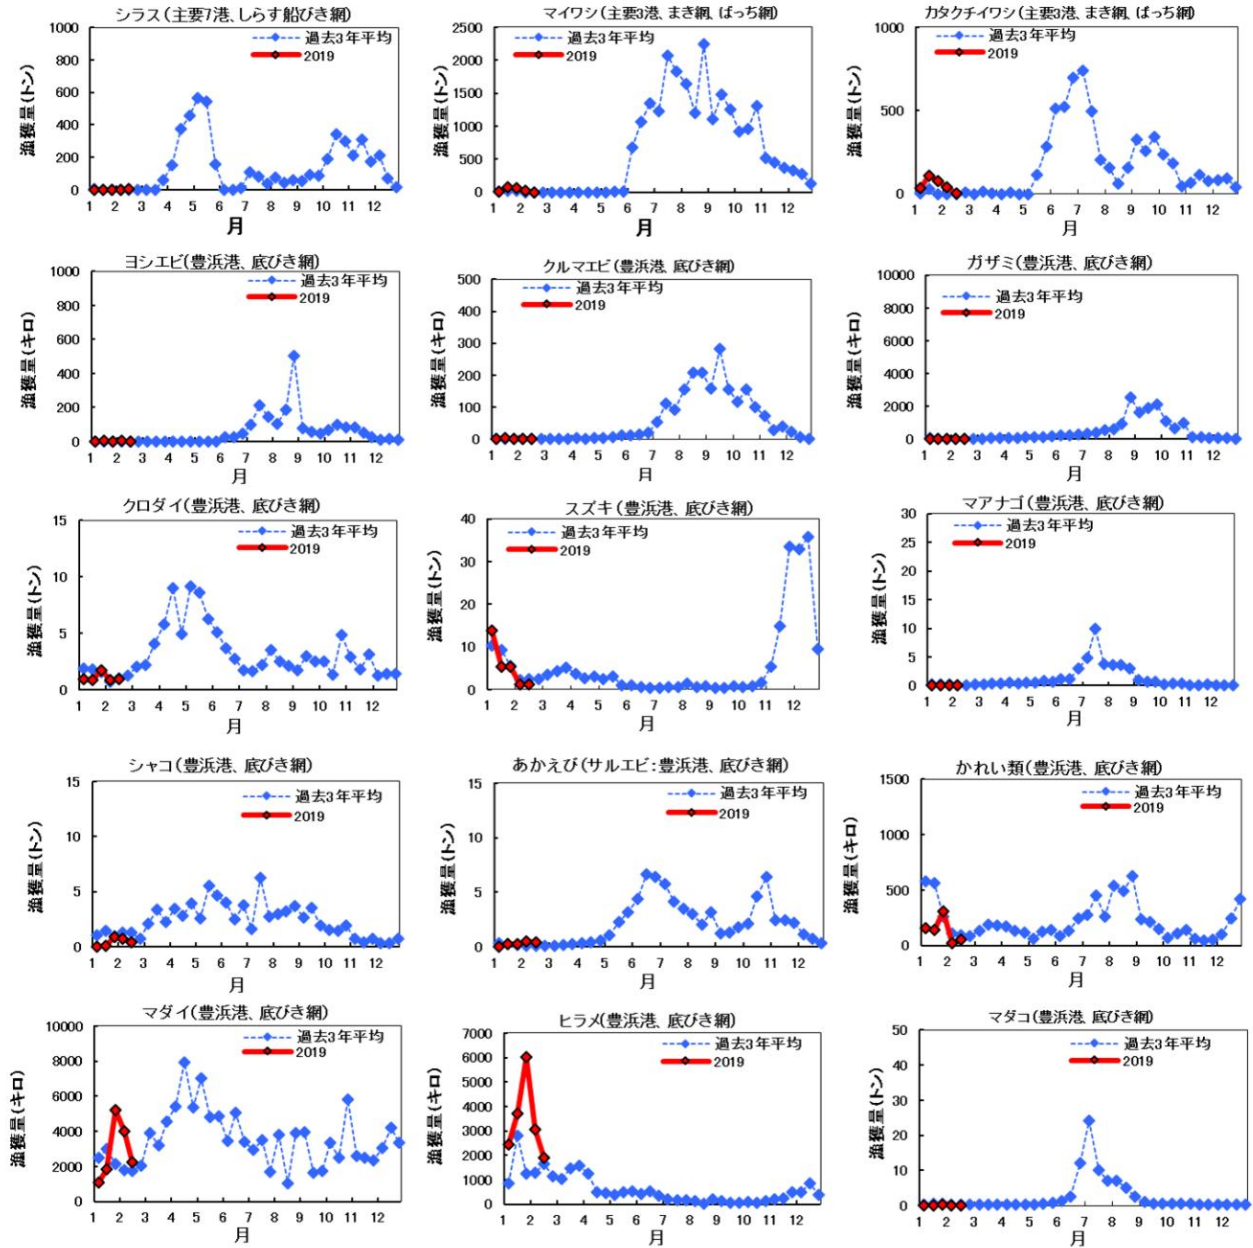 シラス(主要7港、しらす船びき網)
1000
800
600
400
200
0
漁獲量(トン)
過去3年平均
2019
1 2 3 4 5 6 7 8 9 10 11 12
月
マイワシ(主要3港、まき網、ばっち網)
2500
2000
1500
1000
500
0
漁獲量(トン)
過去3年平均
2019
1 2 3 4 5 6 7 8 9 10 11 12
月
カタクチイワシ(主要3港、まき網、ばっち網)
1000
500
0
漁獲量(トン)
過去3年平均
2019
1 2 3 4 5 6 7 8 9 10 11 12
月
ヨシエビ(豊浜港、底びき網)
1000
800
600
400
200
0
漁獲量(キロ)
過去3年平均
2019
1 2 3 4 5 6 7 8 9 10 11 12
月
クルマエビ(豊浜港、底びき網)
500
400
300
200
100
0
漁獲量(キロ)
過去3年平均
2019
1 2 3 4 5 6 7 8 9 10 11 12
月
ガザミ(豊浜港、底びき網)
10000
8000
6000
4000
2000
0
漁獲量(キロ)
過去3年平均
2019
1 2 3 4 5 6 7 8 9 10 11 12
月
クロダイ(豊浜港、底びき網)
15
10
5
0
漁獲量(トン)
過去3年平均
2019
1 2 3 4 5 6 7 8 9 10 11 12
月
スズキ(豊浜港、底びき網)
40
30
20
10
0
漁獲量(トン)
過去3年平均
2019
1 2 3 4 5 6 7 8 9 10 11 12
月
マアナゴ(豊浜港、底びき網)
30
25
20
15
10
5
0
漁獲量(トン)
過去3年平均
2019
1 2 3 4 5 6 7 8 9 10 11 12
月
シャコ(豊浜港、底びき網)
15
10
5
0
漁獲量(トン)
過去3年平均
2019
1 2 3 4 5 6 7 8 9 10 11 12
月
あかえび(サルエビ:豊浜港、底びき網)
15
10
5
0
漁獲量(トン)
過去3年平均
2019
1 2 3 4 5 6 7 8 9 10 11 12
月
かれい類(豊浜港、底びき網)
1500
1000
500
0
漁獲量(キロ)
過去3年平均
2019
1 2 3 4 5 6 7 8 9 10 11 12
月
マダイ(豊浜港、底びき網)
10000
8000
6000
4000
2000
0
漁獲量(キロ)
過去3年平均
2019
1 2 3 4 5 6 7 8 9 10 11 12
月
ヒラメ(豊浜港、底びき網)
7000
6000
5000
4000
3000
2000
1000
0
漁獲量(キロ)
過去3年平均
2019
1 2 3 4 5 6 7 8 9 10 11 12
月
マダコ(豊浜港、底びき網)
50
40
30
20
10
0
漁獲量(トン)
過去3年平均
2019
1 2 3 4 5 6 7 8 9 10 11 12
月